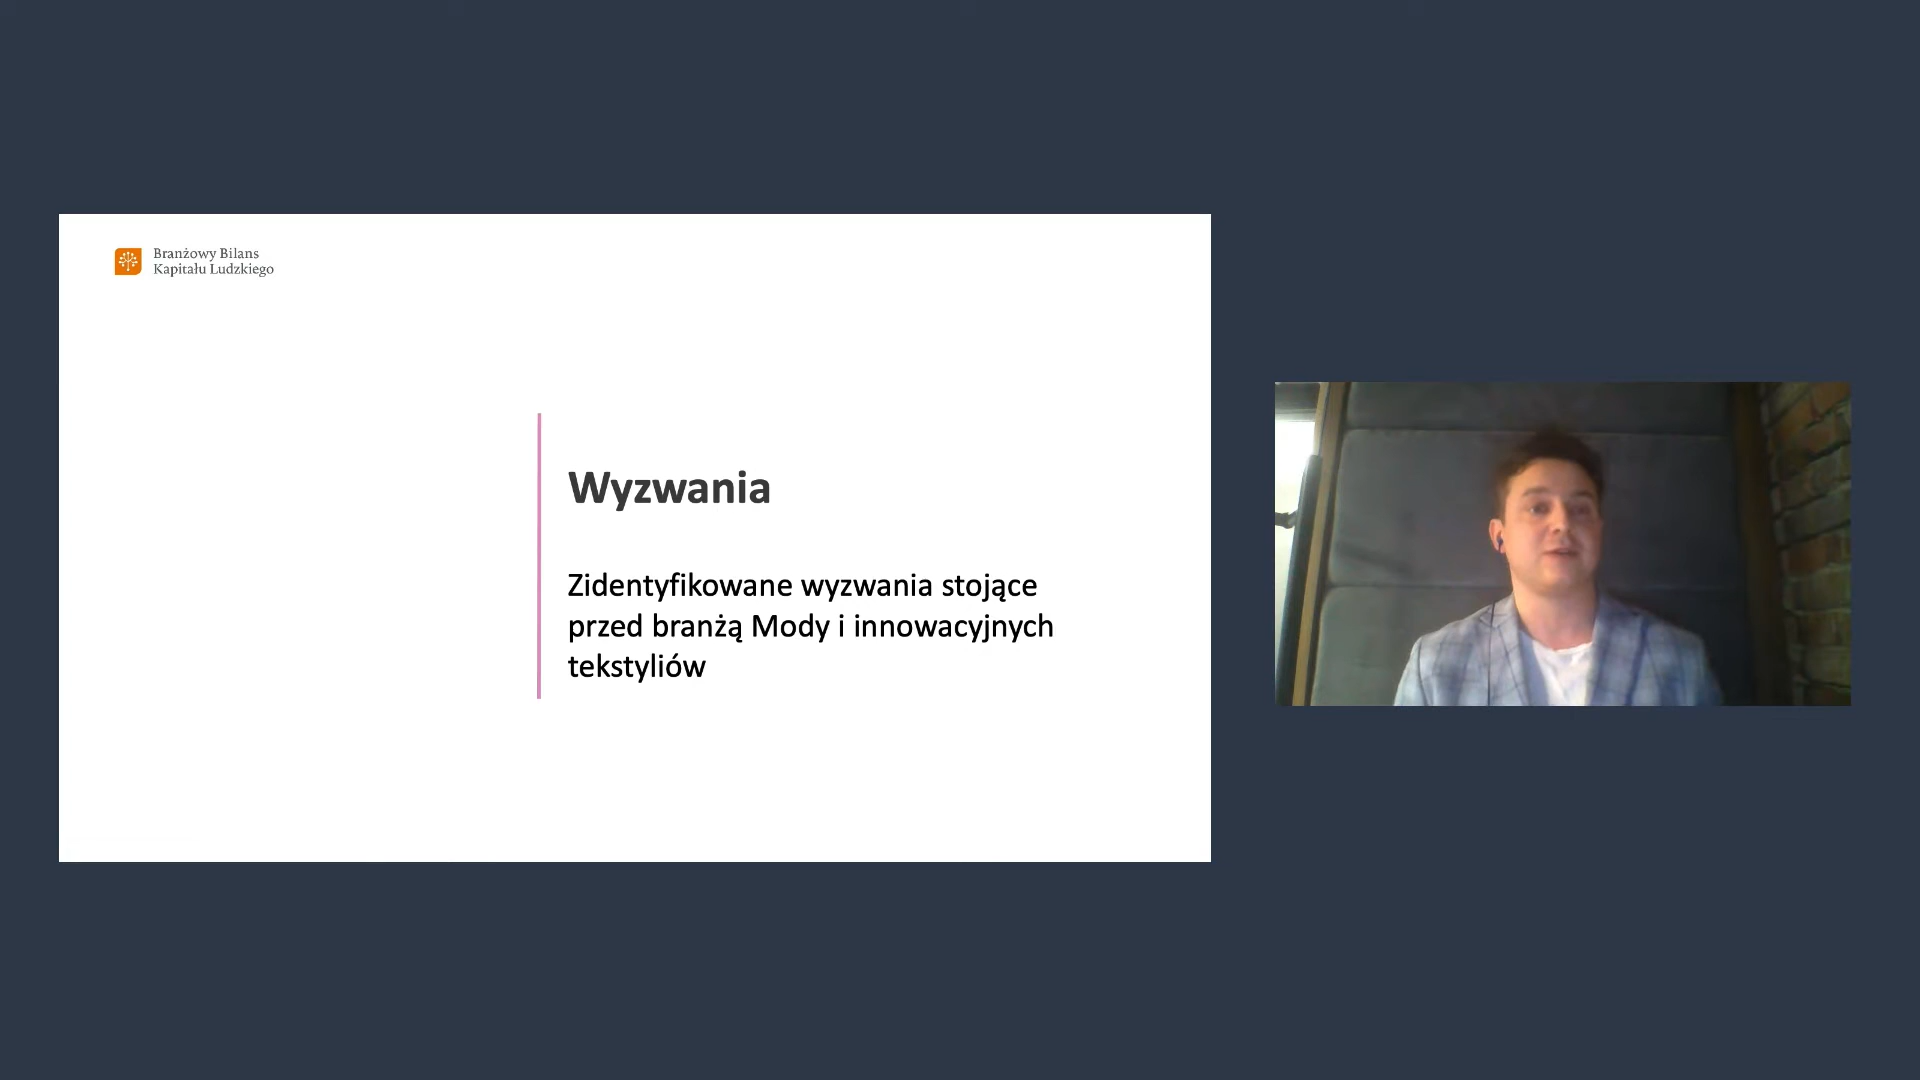 Branżowy Bilans
Kapitału Ludzkiego
Wyzwania
Zidentyfikowane wyzwania stojące
przed branżą Mody i innowacyjnych
tekstyliów